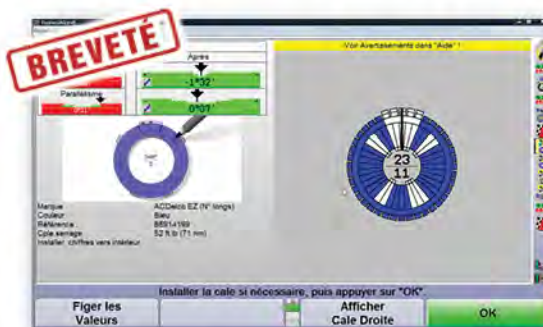 BREVETÉ
Après
-1°32'
Parallélisme
0°07'
-Voir Avertissements dans "Aide" !
23
11
Marque ACDelco EZ (N° longs)
Couleur Bleu
Référence
Cple serrage 52 ft lb (71 nm)
Installer, chiffres vers intérieur
Installer la cale si nécessaire, puis appuyer sur "OK".
Figer les
Valeurs
Afficher
Cale Droite
OK